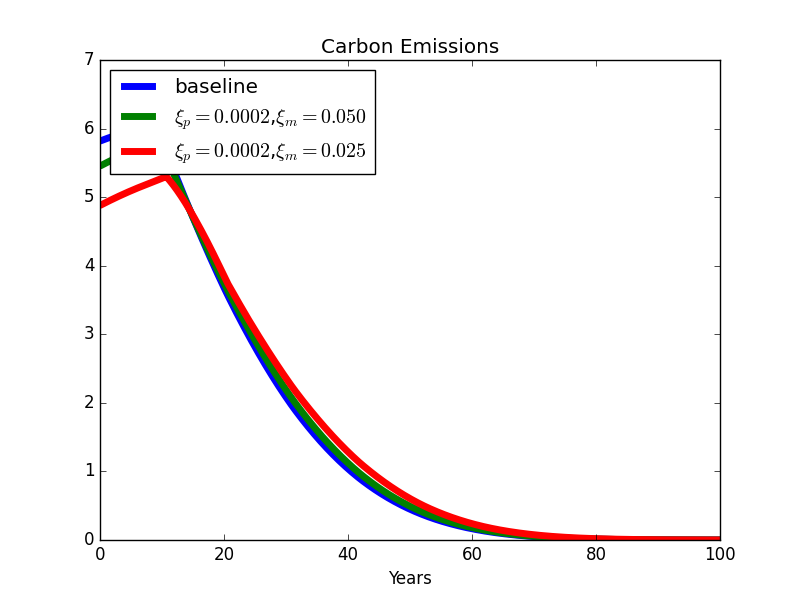 Carbon Emissions
7
6
5
4
3
2
1
0
baseline
ξₚ = 0.0002,ξₘ = 0.050
ξₚ = 0.0002,ξₘ = 0.025
0 20 40 60 80 100
Years